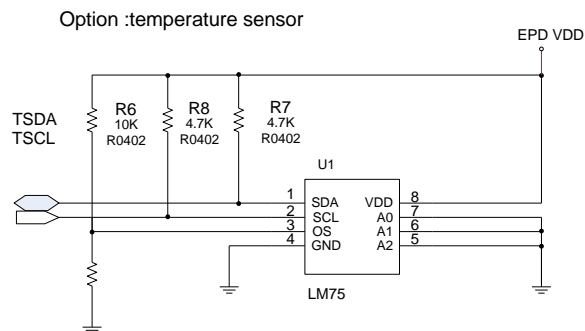 Option :temperature sensor
EPD VDD
R6
10K
R0402
R8
4.7K
R0402
R7
4.7K
R0402
TSDA
TSCL
U1
1 SDA VDD 8
2 SCL A0 7
3 OS A1 6
4 GND A2 5
LM75